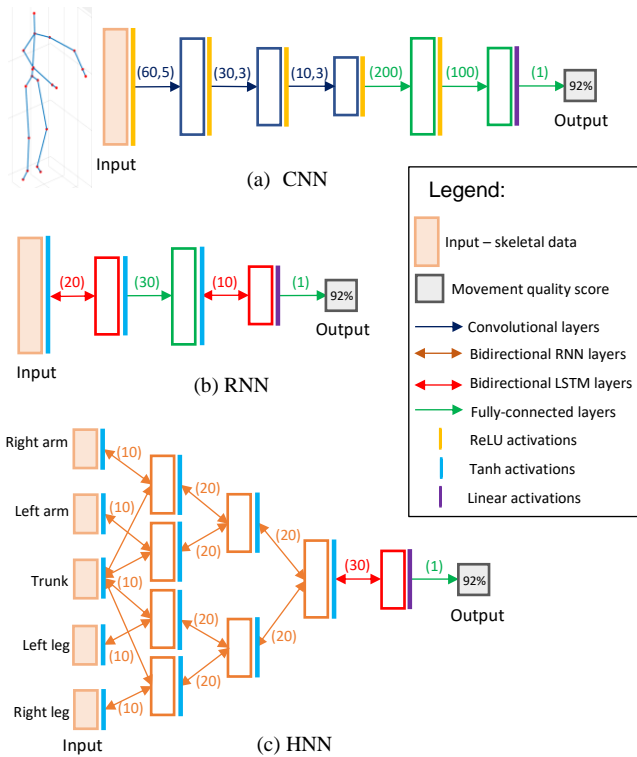 (60,5) (30,3) (10,3) (200) (100) (1)
92%
Input
Output
(a) CNN
(20) (30) (10) (1)
92%
Output
Input
(b) RNN
Legend:
Input – skeletal data
Movement quality score
Convolutional layers
Bidirectional RNN layers
Bidirectional LSTM layers
Fully-connected layers
ReLU activations
Tanh activations
Linear activations
Right arm
(10)
(20)
Left arm
(10)
(20)
(20)
(30)
(1)
Trunk
92%
(10)
(20)
Output
Left leg
(10)
(20)
(20)
Right leg
(10)
Input
(c) HNN